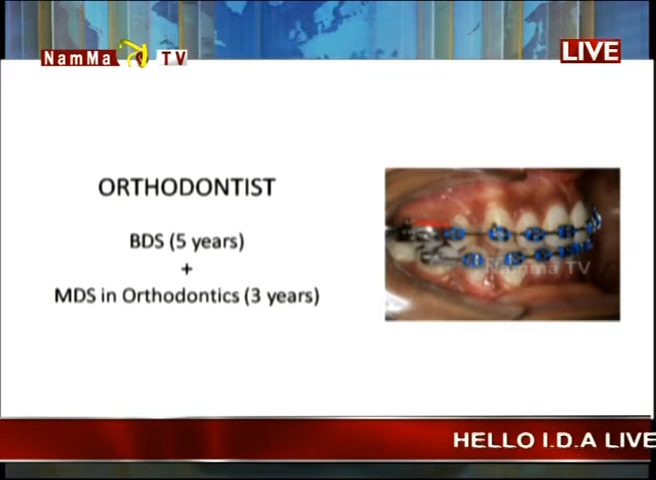 NamMa TV
LIVE
ORTHODONTIST
BDS (5 years)
+
MDS in Orthodontics (3 years)
Namma TV
HELLO I.D.A LIVE